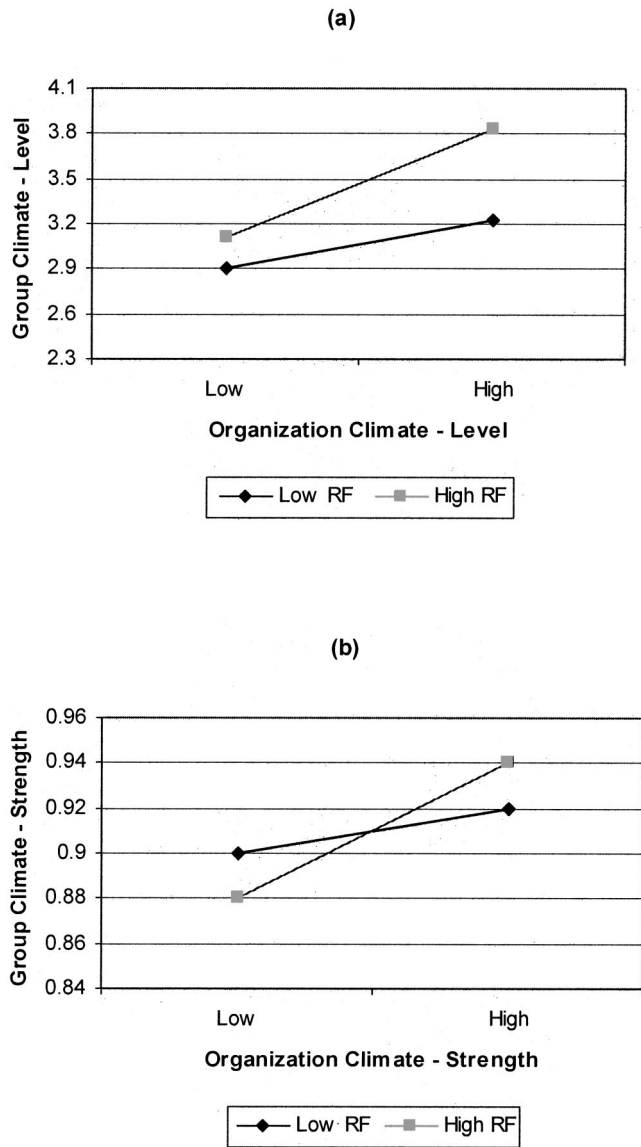 (a)
Group Climate - Level
4.1
3.8
3.5
3.2
2.9
2.6
2.3
Low High
Organization Climate - Level
Low RF High RF
(b)
Group Climate - Strength
0.96
0.94
0.92
0.9
0.88
0.86
0.84
Low High
Organization Climate - Strength
Low RF High RF